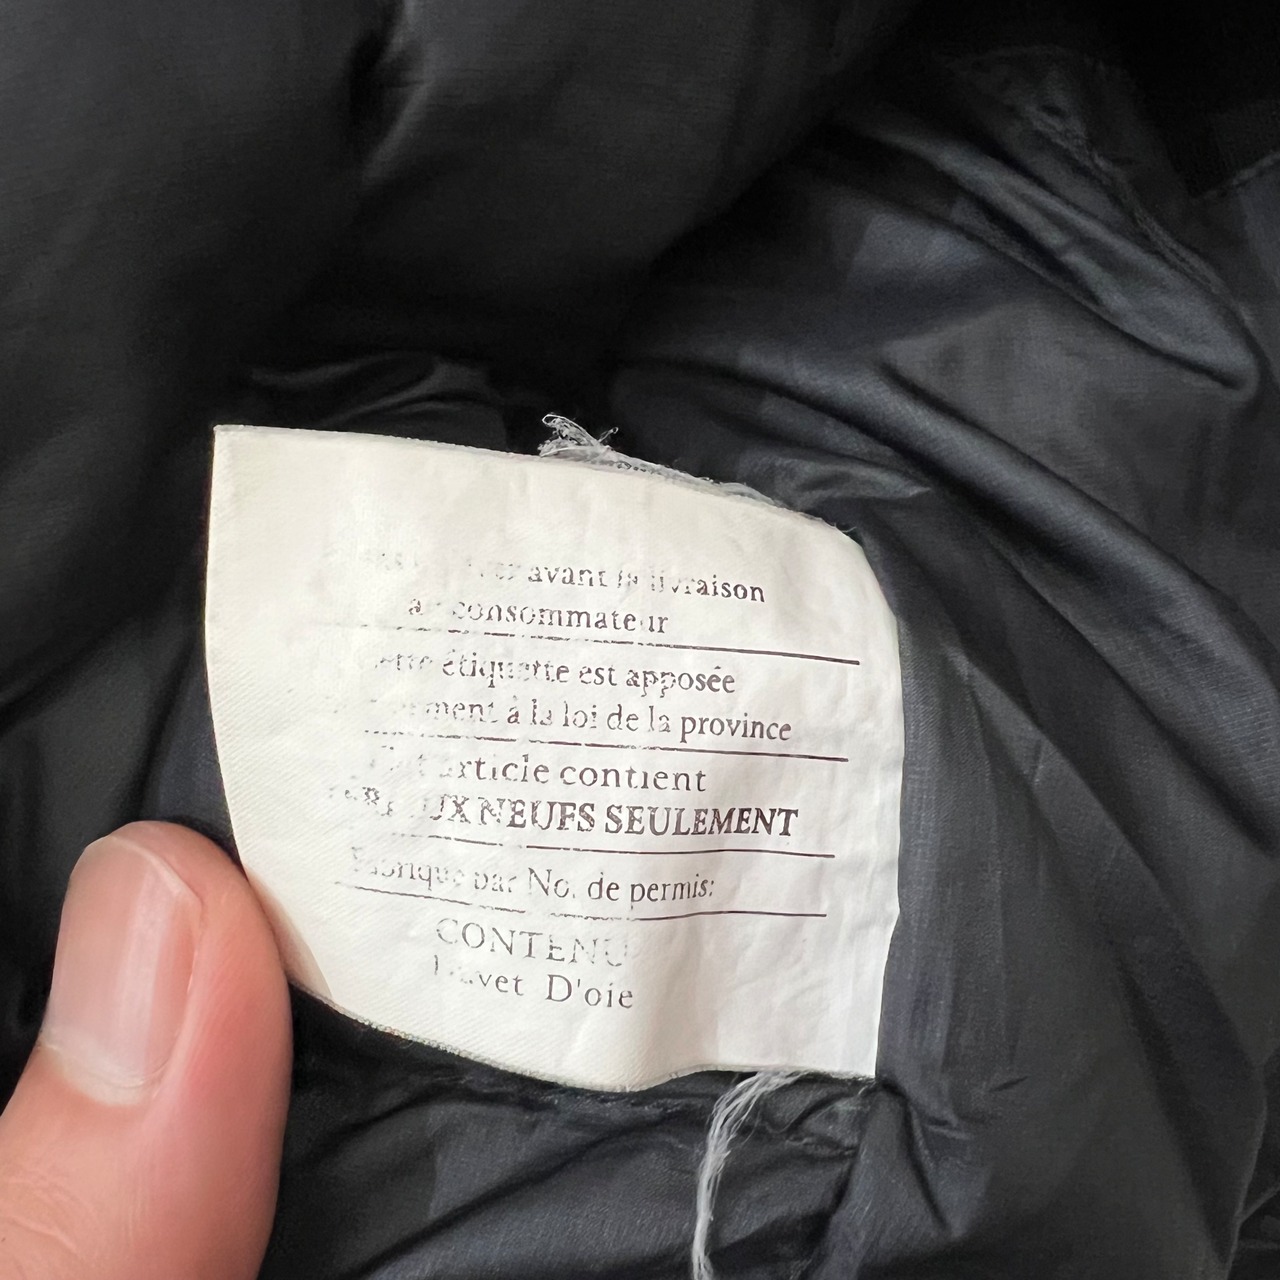 avant la livraison
consommateur
étiquette est apposée
à la loi de la province
article contient
NEUFS SEULEMENT
Fabrique par No. de permis:
CONTENU
D'oie